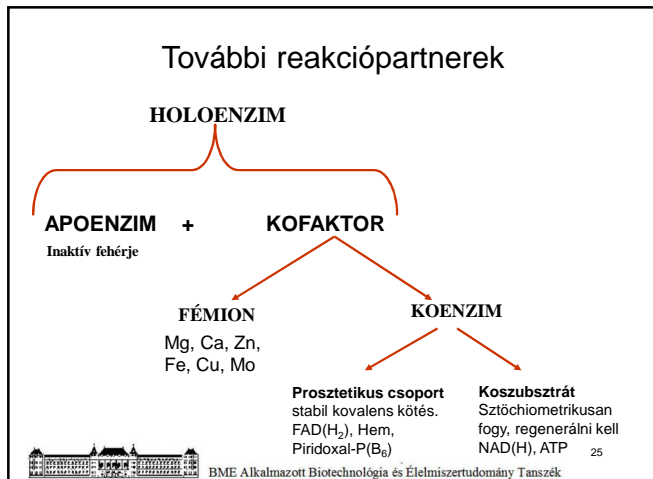 További reakciópartnerek
HOLOENZIM
APOENZIM + KOFAKTOR
Inaktív fehérje
FÉMION
Mg, Ca, Zn,
Fe, Cu, Mo
KOENZIM
Prosztetikus csoport
stabil kovalens kötés.
FAD(H₂), Hem,
Piridoxal-P(B₆)
Koszubsztrát
Sztöchiometrikusan
fogy, regenerálni kell
NAD(H), ATP
25
BME Alkalmazott Biotechnológia és Élelmiszertudomány Tanszék